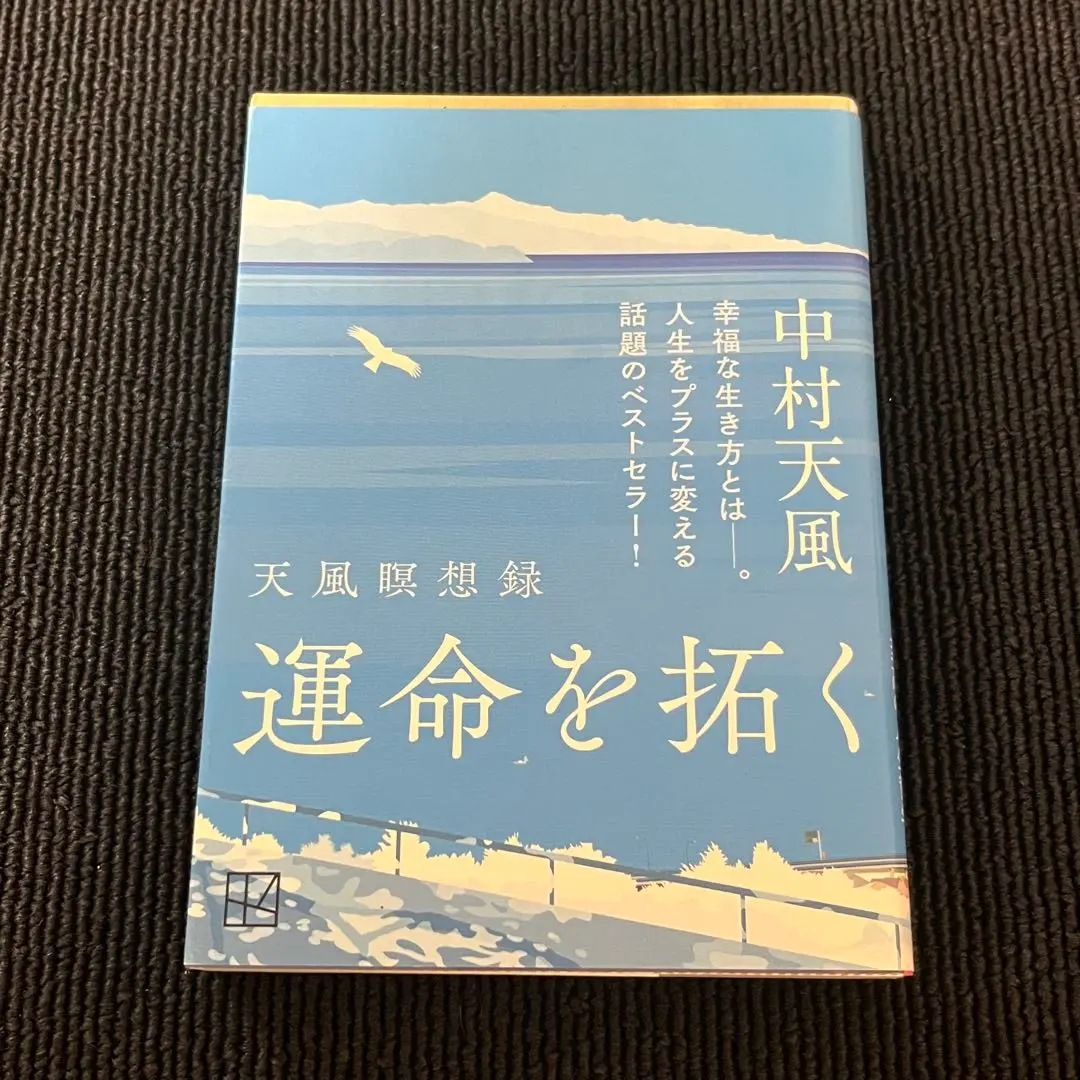 中村天風
幸福な生き方とは――。
人生をプラスに変える
話題のベストセラー！
天風瞑想録
運命を拓く